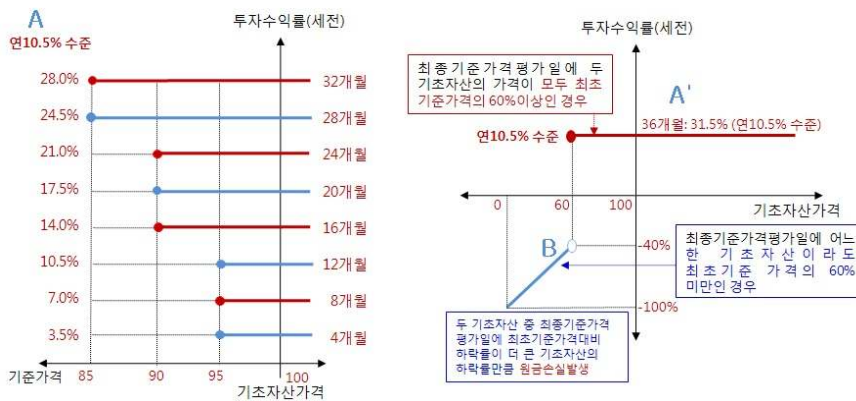 A
투자수익률(세전)
연10.5% 수준
28.0%
32개월
24.5%
28개월
21.0%
24개월
17.5%
20개월
14.0%
16개월
10.5%
12개월
7.0%
8개월
3.5%
4개월
기준가격
85
90
95
100
기초자산가격
투자수익률(세전)
최종기준가격평가일에 두
기초자산의 가격이 모두 최초
기준가격의 60%이상인 경우
A'
연10.5% 수준
36개월: 31.5% (연10.5% 수준)
0
60
100
기초자산가격
B
-40%
최종기준가격평가일에 어느
한 기초자산이라도
최초기준 가격의 60%
미만인 경우
-100%
두 기초자산 중 최종기준가격
평가일에 최초기준가격대비
하락률이 더 큰 기초자산의
하락률만큼 원금손실발생